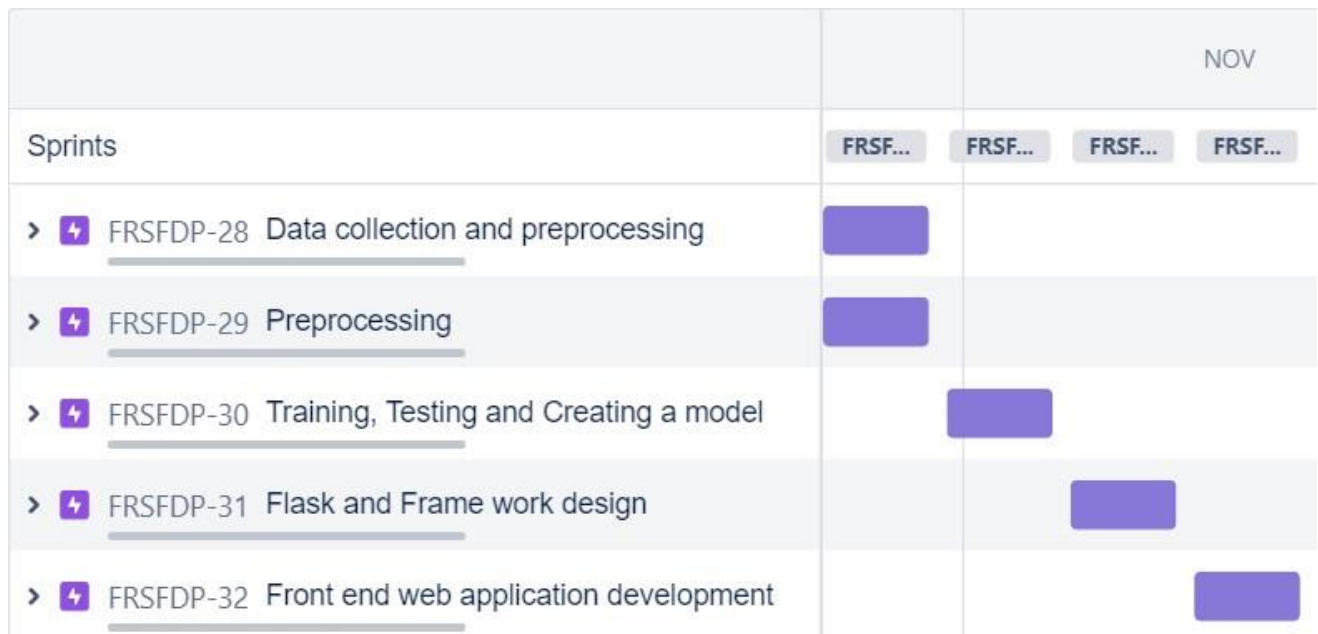 NOV
Sprints FRSF... FRSF... FRSF... FRSF...
FRSFDP-28 Data collection and preprocessing
FRSFDP-29 Preprocessing
FRSFDP-30 Training, Testing and Creating a model
FRSFDP-31 Flask and Frame work design
FRSFDP-32 Front end web application development